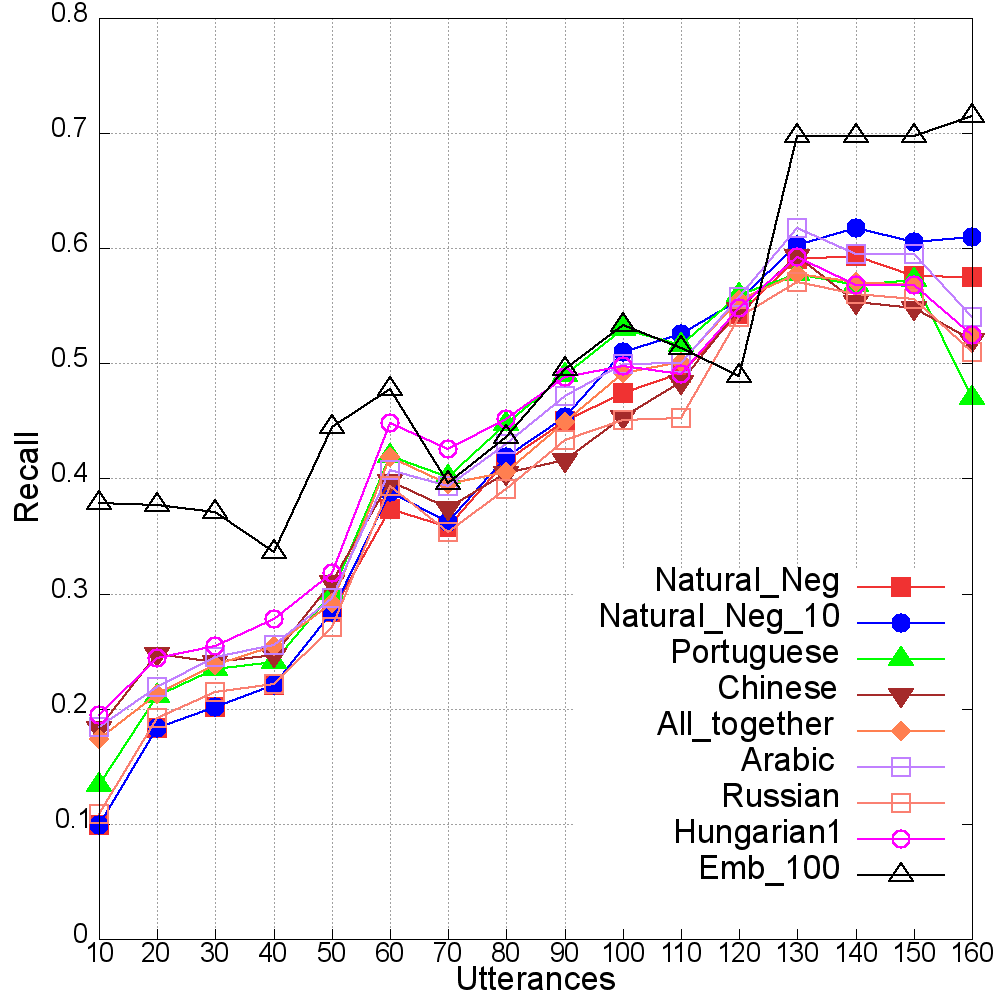 0.8
0.7
0.6
0.5
0.4
0.3
0.2
0.1
0
Recall
Natural_Neg
Natural_Neg_10
Portuguese
Chinese
All_together
Arabic
Russian
Hungarian1
Emb_100
10 20 30 40 50 60 70 80 90 100 110 120 130 140 150 160
Utterances